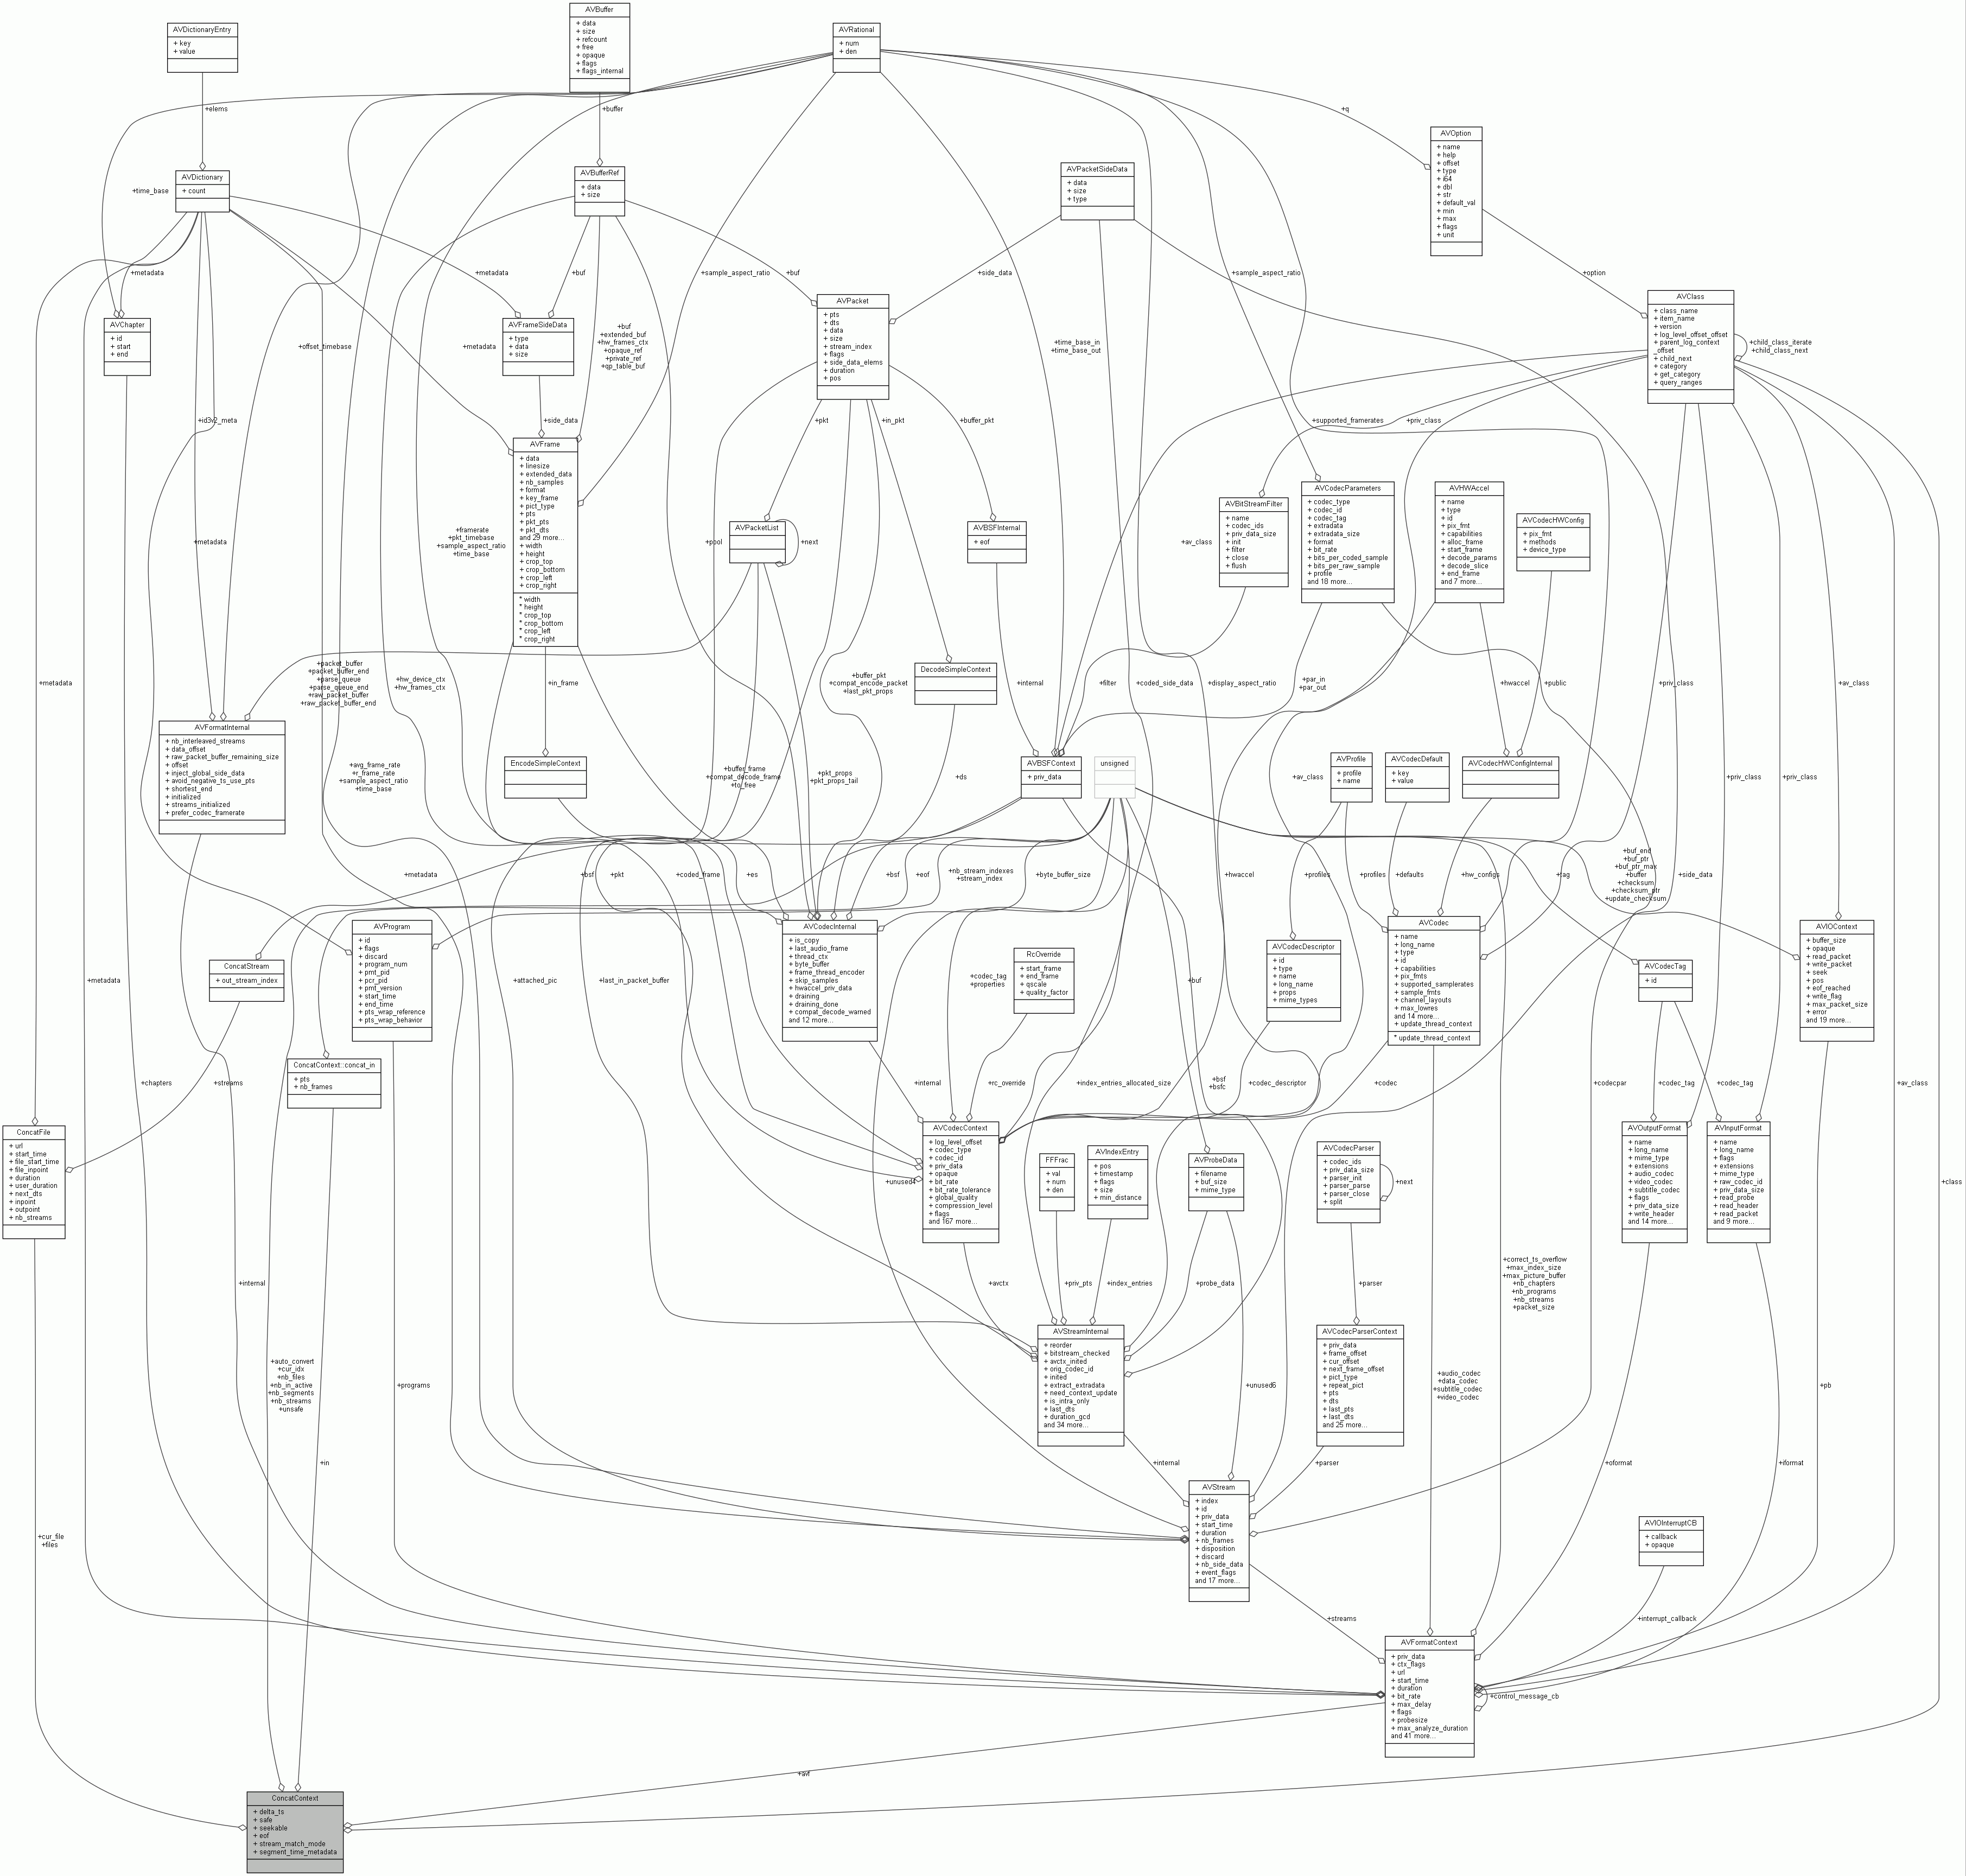 AVBuffer
+ data
+ size
+ refcount
+ free
+ opaque
+ flags
+ flags_internal
AVDictionaryEntry
+ key
+ value
AVRational
+ num
+ den
+elems
+buffer
+q
AVOption
+ name
+ help
+ offset
+ type
+ i64
+ dbl
+ str
+ default_val
+ min
+ max
+ flags
+ unit
AVDictionary
+ count
+time_base
AVBufferRef
+ data
+ size
AVPacketSideData
+ data
+ size
+ type
+metadata
+metadata
+buf
+sample_aspect_ratio
+buf
+side_data
+sample_aspect_ratio
+option
AVClass
+ class_name
+ item_name
+ version
+ log_level_offset_offset
+ parent_log_context
_offset
+ child_next
+ category
+ get_category
+ query_ranges
+child_class_iterate
+child_class_next
AVPacket
+ pts
+ dts
+ data
+ size
+ stream_index
+ flags
+ side_data_elems
+ duration
+ pos
AVChapter
+ id
+ start
+ end
AVFrameSideData
+ type
+ data
+ size
+offset_timebase
+metadata
+buf
+extended_buf
+hw_frames_ctx
+opaque_ref
+private_ref
+qp_table_buf
+time_base_in
+time_base_out
+id3v2_meta
+side_data
+pkt
+in_pkt
+buffer_pkt
+supported_framerates
+priv_class
AVFrame
+ data
+ linesize
+ extended_data
+ nb_samples
+ format
+ key_frame
+ pict_type
+ pts
+ pkt_pts
+ pkt_dts
and 29 more...
+ width
+ height
+ crop_top
+ crop_bottom
+ crop_left
+ crop_right
* width
* height
* crop_top
* crop_bottom
* crop_left
* crop_right
AVBitStreamFilter
+ name
+ codec_ids
+ priv_data_size
+ init
+ filter
+ close
+ flush
AVCodecParameters
+ codec_type
+ codec_id
+ codec_tag
+ extradata
+ extradata_size
+ format
+ bit_rate
+ bits_per_coded_sample
+ bits_per_raw_sample
+ profile
and 18 more...
AVHWAccel
+ name
+ type
+ id
+ pix_fmt
+ capabilities
+ alloc_frame
+ start_frame
+ decode_params
+ decode_slice
+ end_frame
and 7 more...
AVCodecHWConfig
+ pix_fmt
+ methods
+ device_type
AVPacketList
+next
AVBSFInternal
+ eof
+metadata
+framerate
+pkt_timebase
+sample_aspect_ratio
+time_base
+pool
+av_class
+metadata
+packet_buffer
+packet_buffer_end
+parse_queue
+parse_queue_end
+raw_packet_buffer
+raw_packet_buffer_end
+hw_device_ctx
+hw_frames_ctx
+in_frame
+buffer_pkt
+compat_encode_packet
+last_pkt_props
DecodeSimpleContext
+internal
+filter
+coded_side_data
+display_aspect_ratio
+par_in
+par_out
+hwaccel
+public
+priv_class
+av_class
AVFormatInternal
+ nb_interleaved_streams
+ data_offset
+ raw_packet_buffer_remaining_size
+ offset
+ inject_global_side_data
+ avoid_negative_ts_use_pts
+ shortest_end
+ initialized
+ streams_initialized
+ prefer_codec_framerate
+avg_frame_rate
+r_frame_rate
+sample_aspect_ratio
+time_base
EncodeSimpleContext
+buffer_frame
+compat_decode_frame
+to_free
+pkt_props
+pkt_props_tail
+ds
AVBSFContext
+ priv_data
unsigned
+av_class
AVProfile
+ profile
+ name
AVCodecDefault
+ key
+ value
AVCodecHWConfigInternal
+priv_class
+priv_class
+metadata
+bsf
+pkt
+coded_frame
+es
+bsf
+eof
+nb_stream_indexes
+stream_index
+byte_buffer_size
+hwaccel
+profiles
+profiles
+defaults
+hw_configs
+tag
+buf_end
+buf_ptr
+buf_ptr_max
+buffer
+checksum
+checksum_ptr
+update_checksum
+side_data
AVProgram
+ id
+ flags
+ discard
+ program_num
+ pmt_pid
+ pcr_pid
+ pmt_version
+ start_time
+ end_time
+ pts_wrap_reference
+ pts_wrap_behavior
AVCodecInternal
+ is_copy
+ last_audio_frame
+ thread_ctx
+ byte_buffer
+ frame_thread_encoder
+ skip_samples
+ hwaccel_priv_data
+ draining
+ draining_done
+ compat_decode_warned
and 12 more...
AVCodec
+ name
+ long_name
+ type
+ id
+ capabilities
+ pix_fmts
+ supported_samplerates
+ sample_fmts
+ channel_layouts
+ max_lowres
and 14 more...
+ update_thread_context
* update_thread_context
AVIOContext
+ buffer_size
+ opaque
+ read_packet
+ write_packet
+ seek
+ pos
+ eof_reached
+ write_flag
+ max_packet_size
+ error
and 19 more...
ConcatStream
+ out_stream_index
+metadata
+attached_pic
+last_in_packet_buffer
+codec_tag
+properties
RcOverride
+ start_frame
+ end_frame
+ qscale
+ quality_factor
+buf
AVCodecDescriptor
+ id
+ type
+ name
+ long_name
+ props
+ mime_types
AVCodecTag
+ id
ConcatContext::concat_in
+ pts
+ nb_frames
+chapters
+streams
+internal
+rc_override
+index_entries_allocated_size
+bsf
+bsfc
+codec_descriptor
+codec
+codecpar
+codec_tag
+codec_tag
+av_class
ConcatFile
+ url
+ start_time
+ file_start_time
+ file_inpoint
+ duration
+ user_duration
+ next_dts
+ inpoint
+ outpoint
+ nb_streams
AVCodecContext
+ log_level_offset
+ codec_type
+ codec_id
+ priv_data
+ opaque
+ bit_rate
+ bit_rate_tolerance
+ global_quality
+ compression_level
+ flags
and 167 more...
+unused4
FFFrac
+ val
+ num
+ den
AVIndexEntry
+ pos
+ timestamp
+ flags
+ size
+ min_distance
AVProbeData
+ filename
+ buf_size
+ mime_type
AVCodecParser
+ codec_ids
+ priv_data_size
+ parser_init
+ parser_parse
+ parser_close
+ split
+next
AVOutputFormat
+ name
+ long_name
+ mime_type
+ extensions
+ audio_codec
+ video_codec
+ subtitle_codec
+ flags
+ priv_data_size
+ write_header
and 14 more...
AVInputFormat
+ name
+ long_name
+ flags
+ extensions
+ mime_type
+ raw_codec_id
+ priv_data_size
+ read_probe
+ read_header
+ read_packet
and 9 more...
+class
+internal
+avctx
+priv_pts
+index_entries
+probe_data
+parser
+correct_ts_overflow
+max_index_size
+max_picture_buffer
+nb_chapters
+nb_programs
+nb_streams
+packet_size
AVStreamInternal
+ reorder
+ bitstream_checked
+ avctx_inited
+ orig_codec_id
+ inited
+ extract_extradata
+ need_context_update
+ is_intra_only
+ last_dts
+ duration_gcd
and 34 more...
AVCodecParserContext
+ priv_data
+ frame_offset
+ cur_offset
+ next_frame_offset
+ pict_type
+ repeat_pict
+ pts
+ dts
+ last_pts
+ last_dts
and 25 more...
+auto_convert
+cur_idx
+nb_files
+nb_in_active
+nb_segments
+nb_streams
+unsafe
+programs
+unused6
+audio_codec
+data_codec
+subtitle_codec
+video_codec
+pb
+in
+internal
+parser
+oformat
+iformat
AVStream
+ index
+ id
+ priv_data
+ start_time
+ duration
+ nb_frames
+ disposition
+ discard
+ nb_side_data
+ event_flags
and 17 more...
+cur_file
+files
AVIOInterruptCB
+ callback
+ opaque
+streams
+interrupt_callback
AVFormatContext
+ priv_data
+ ctx_flags
+ url
+ start_time
+ duration
+ bit_rate
+ max_delay
+ flags
+ probesize
+ max_analyze_duration
and 41 more...
+control_message_cb
+avf
ConcatContext
+ delta_ts
+ safe
+ seekable
+ eof
+ stream_match_mode
+ segment_time_metadata